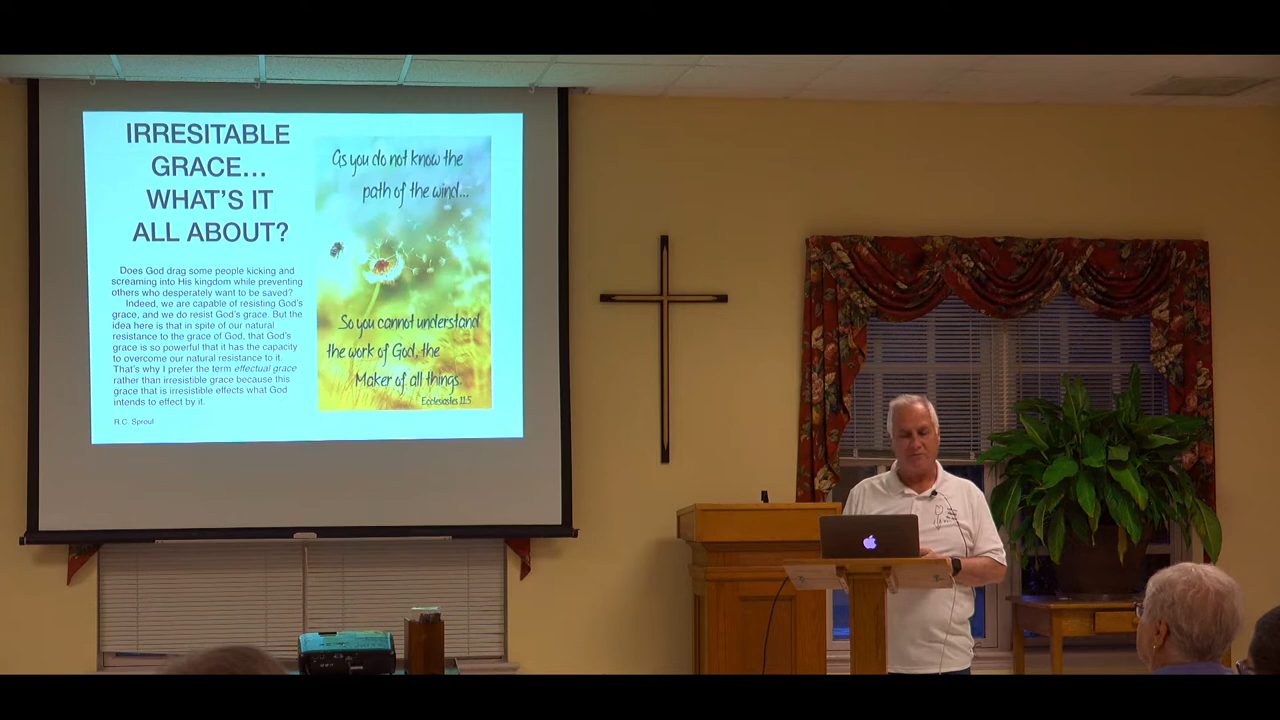 IRRESITABLE
GRACE...
WHAT'S IT
ALL ABOUT?
Does God drag some people kicking and
screaming into His kingdom while preventing
others who desperately want to be saved?
Indeed, we are capable of resisting God's
grace, and we do resist God's grace. But the
idea here is that in spite of our natural
resistance to the grace of God, that God's
grace is so powerful that it has the capacity
to overcome our natural resistance to it.
That's why I prefer the term effectual grace
rather than irresistible grace because this
grace that is irresistible effects what God
intends to effect by it.
R.C. Sproul
As you do not know the
path of the wind...
So you cannot understand
the work of God, the
Maker of all things.
Ecclesiastes 11:5